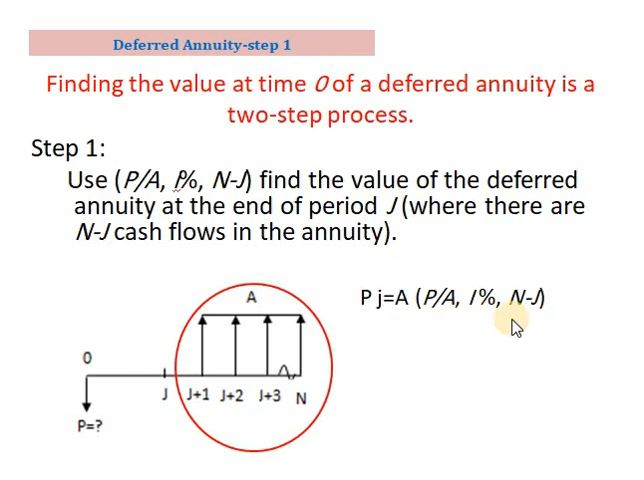 Deferred Annuity-step 1
Finding the value at time 0 of a deferred annuity is a
two-step process.
Step 1:
Use (P/A, i%, N-J) find the value of the deferred
annuity at the end of period J (where there are
N-J cash flows in the annuity).
A
P j=A (P/A, I%, N-J)
0
J J+1 J+2 J+3 N
P=?